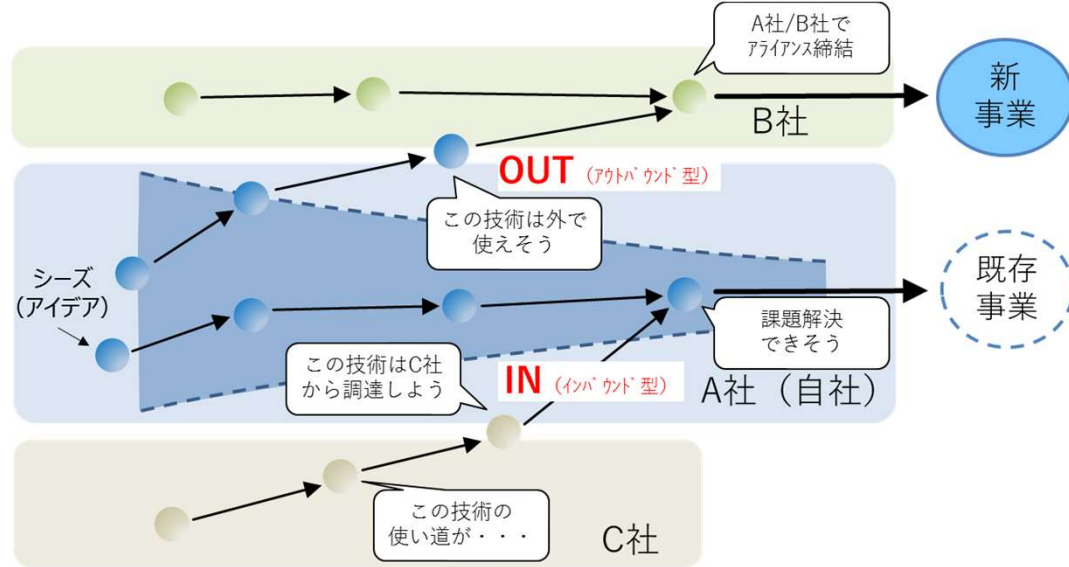 A社/B社で
ｱﾗｲｱﾝｽ締結
新
事業
B社
OUT（ｱｳﾄﾊﾞｳﾝﾄﾞ型）
この技術は外で
使えそう
シーズ
（アイデア）
既存
事業
課題解決
できそう
この技術はC社
から調達しよう
IN（ｲﾝﾊﾞｳﾝﾄﾞ型）
A社（自社）
この技術の
使い道が・・・
C社